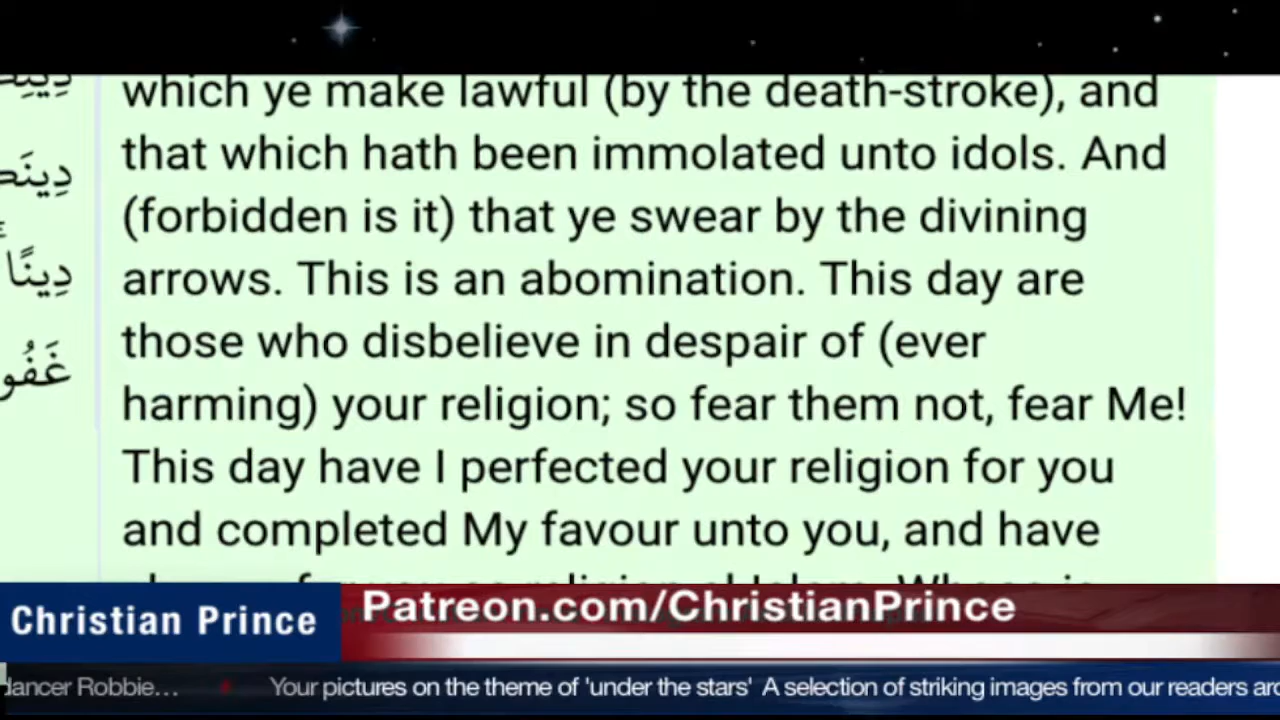 which ye make lawful (by the death-stroke), and
that which hath been immolated unto idols. And
(forbidden is it) that ye swear by the divining
arrows. This is an abomination. This day are
those who disbelieve in despair of (ever
harming) your religion; so fear them not, fear Me!
This day have I perfected your religion for you
and completed My favour unto you, and have
دِينَ
دِينًا
Christian Prince
Patreon.com/ChristianPrince
dancer Robbie... Your pictures on the theme of 'under the stars' A selection of striking images from our readers